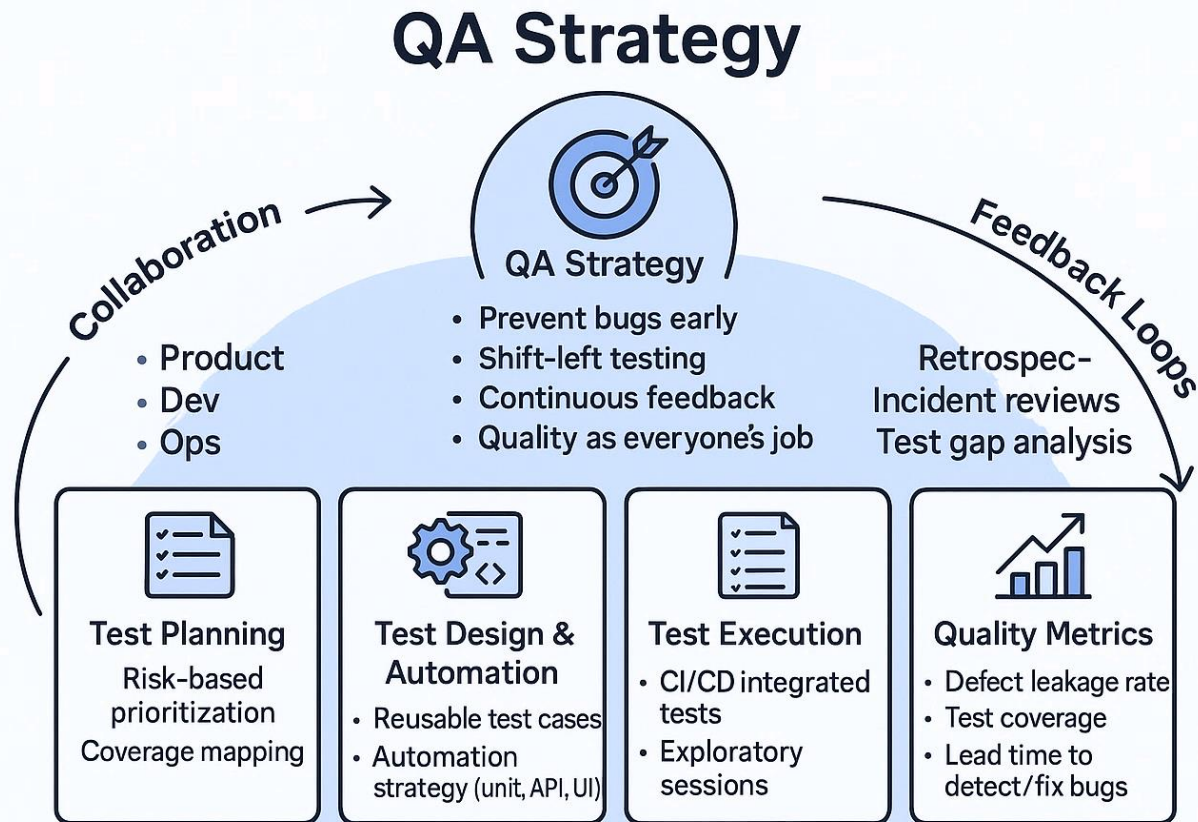 QA Strategy
QA Strategy
• Prevent bugs early
• Shift-left testing
• Continuous feedback
• Quality as everyone's job
Collaboration
• Product
• Dev
• Ops
Feedback Loops
Retrospec-
Incident reviews
Test gap analysis
Test Planning
Risk-based
prioritization
Coverage mapping
Test Design &
Automation
• Reusable test cases
• Automation
strategy (unit, API, UI)
Test Execution
• CI/CD integrated
tests
• Exploratory
sessions
Quality Metrics
• Defect leakage rate
• Test coverage
• Lead time to
detect/fix bugs